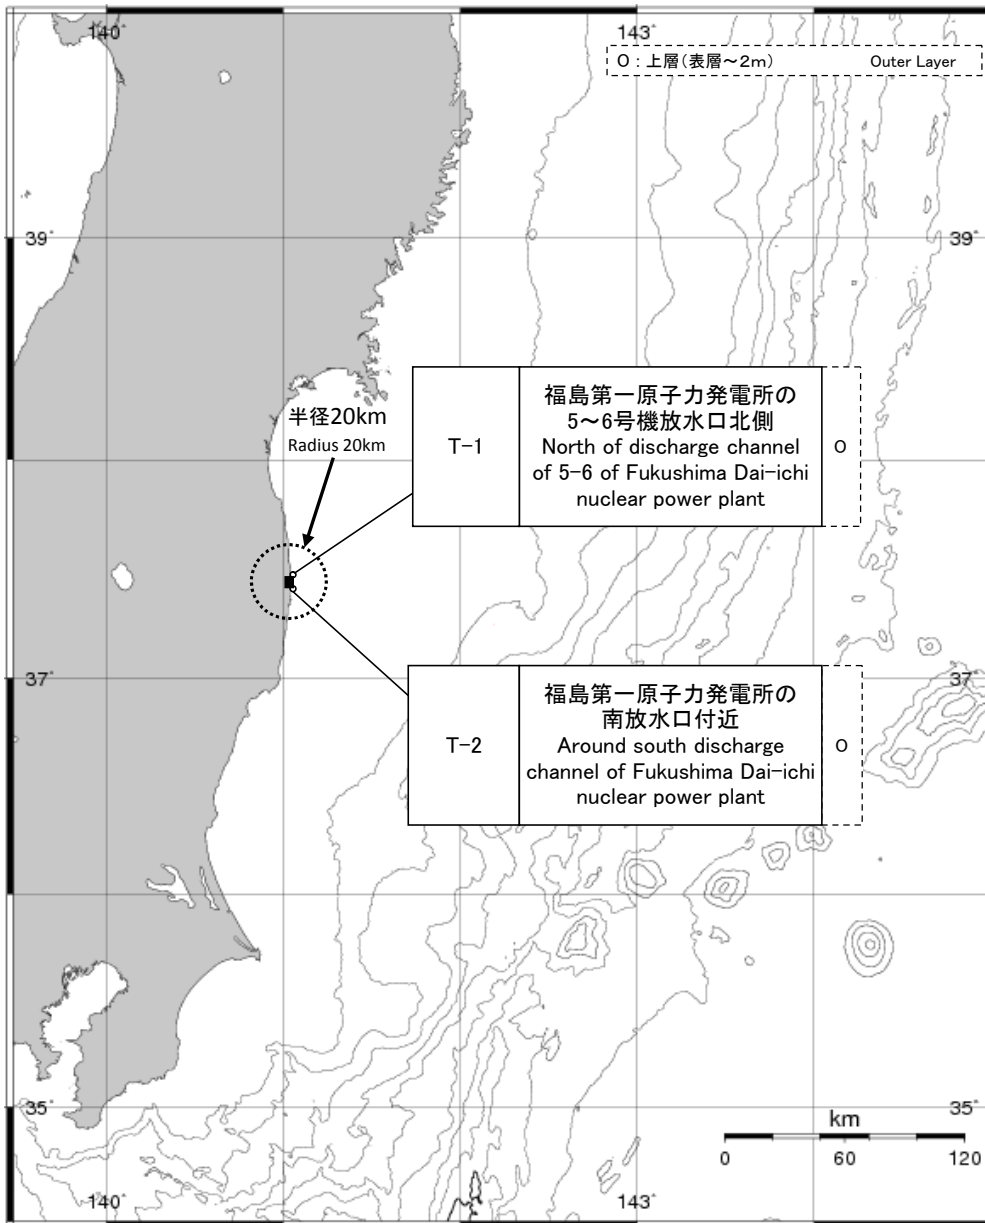 140°
143°
O:上層(表層～2m) Outer Layer
39°
39°
半径20km
Radius 20km
T-1
福島第一原子力発電所の
5～6号機放水口北側
North of discharge channel
of 5-6 of Fukushima Dai-ichi
nuclear power plant
O
37°
37°
T-2
福島第一原子力発電所の
南放水口付近
Around south discharge
channel of Fukushima Dai-ichi
nuclear power plant
O
35°
35°
km
0 60 120
140°
143°